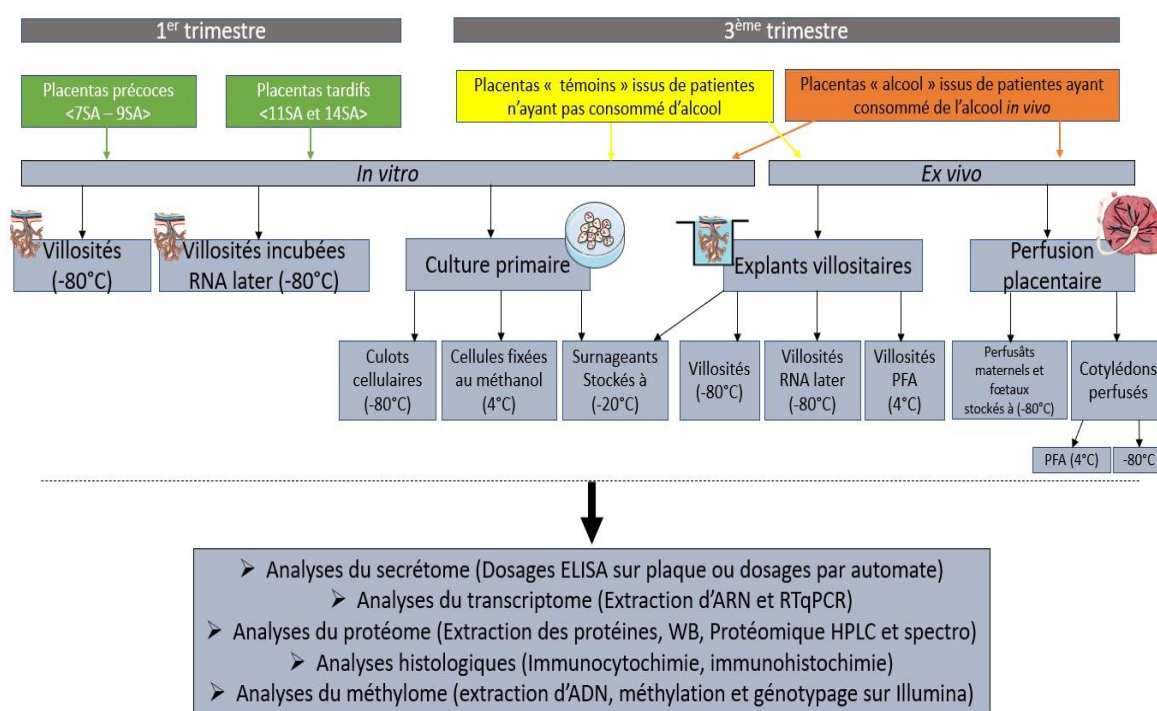 1er trimestre
3ème trimestre
Placentas précoces
<7SA – 9SA>
Placentas tardifs
<11SA et 14SA>
Placentas « témoins » issus de patientes
n'ayant pas consommé d'alcool
Placentas « alcool » issus de patientes ayant
consommé de l'alcool in vivo
In vitro
Ex vivo
Villosités
(-80°C)
Villosités incubées
RNA later (-80°C)
Culture primaire
Explants villositaires
Perfusion
placentaire
Culots
cellulaires
(-80°C)
Cellules fixées
au méthanol
(4°C)
Surnageants
Stockés à
(-20°C)
Villosités
(-80°C)
Villosités
RNA later
(-80°C)
Villosités
PFA
(4°C)
Perfusâts
maternels et
fœtaux
stockés à (-80°C)
Cotylédons
perfusés
PFA (4°C)
-80°C
➢ Analyses du secrétome (Dosages ELISA sur plaque ou dosages par automate)
➢ Analyses du transcriptome (Extraction d'ARN et RTqPCR)
➢ Analyses du protéome (Extraction des protéines, WB, Protéomique HPLC et spectro)
➢ Analyses histologiques (Immunocytochimie, immunohistochimie)
➢ Analyses du méthylome (extraction d'ADN, méthylation et génotypage sur Illumina)